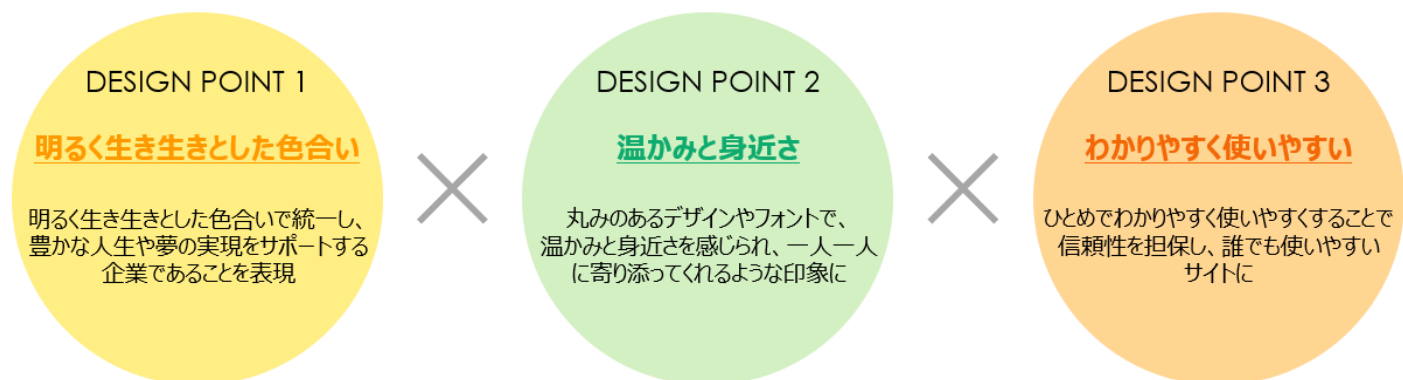 DESIGN POINT 1
明るく生き生きとした色合い
明るく生き生きとした色合いで統一し、
豊かな人生や夢の実現をサポートする
企業であることを表現
DESIGN POINT 2
温かみと身近さ
丸みのあるデザインやフォントで、
温かみと身近さを感じられ、一人一人
に寄り添ってくれるような印象に
DESIGN POINT 3
わかりやすく使いやすい
ひとめでわかりやすく使いやすくすることで
信頼性を担保し、誰でも使いやすい
サイトに